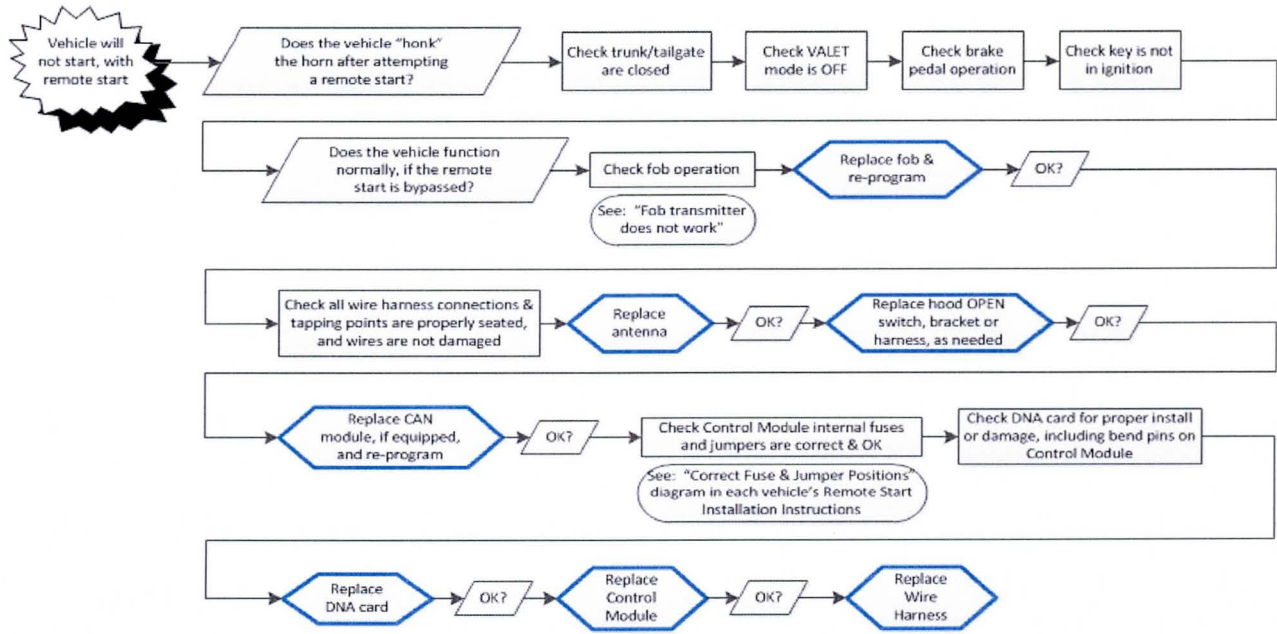 Vehicle will
not start, with
remote start
Does the vehicle "honk"
the horn after attempting
a remote start?
Check trunk/tailgate
are closed
Check VALET
mode is OFF
Check brake
pedal operation
Check key is not
in ignition
Does the vehicle function
normally, if the remote
start is bypassed?
Check fob operation
See: "Fob transmitter
does not work"
Replace fob &
re-program
OK?
Check all wire harness connections &
tapping points are properly seated,
and wires are not damaged
Replace
antenna
OK?
Replace hood OPEN
switch, bracket or
harness, as needed
OK?
Replace CAN
module, if equipped,
and re-program
OK?
Check Control Module internal fuses
and jumpers are correct & OK
See: "Correct Fuse & Jumper Positions"
diagram in each vehicle's Remote Start
Installation Instructions
Check DNA card for proper install
or damage, including bend pins on
Control Module
Replace
DNA card
OK?
Replace
Control
Module
OK?
Replace
Wire
Harness